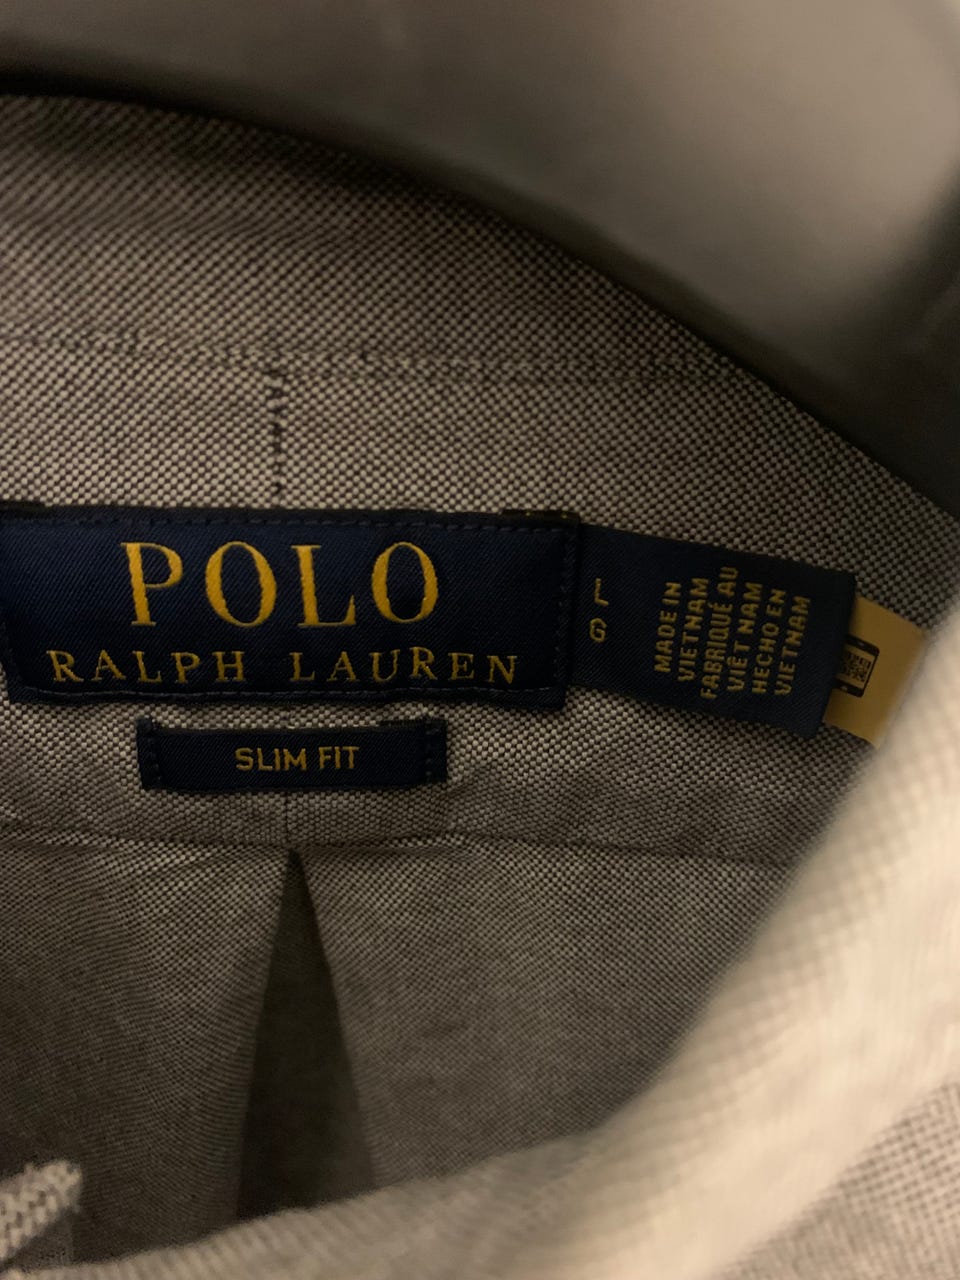 POLO
RALPH LAUREN
SLIM FIT
L
G
MADE IN
VIETNAM
FABRIQUÉ AU
VIÊT NAM
HECHO EN
VIETNAM